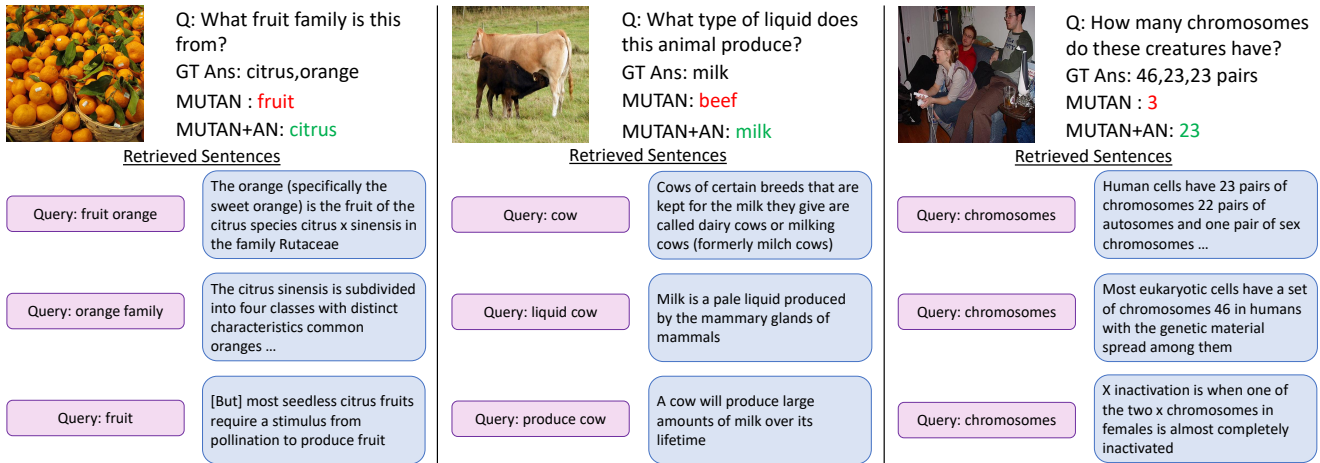 Q: What fruit family is this
from?
GT Ans: citrus,orange
MUTAN : fruit
MUTAN+AN: citrus
Retrieved Sentences
Query: fruit orange
The orange (specifically the
sweet orange) is the fruit of the
citrus species citrus x sinensis in
the family Rutaceae
Query: orange family
The citrus sinensis is subdivided
into four classes with distinct
characteristics common
oranges ...
Query: fruit
[But] most seedless citrus fruits
require a stimulus from
pollination to produce fruit
Q: What type of liquid does
this animal produce?
GT Ans: milk
MUTAN: beef
MUTAN+AN: milk
Retrieved Sentences
Query: cow
Cows of certain breeds that are
kept for the milk they give are
called dairy cows or milking
cows (formerly milch cows)
Query: liquid cow
Milk is a pale liquid produced
by the mammary glands of
mammals
Query: produce cow
A cow will produce large
amounts of milk over its
lifetime
Q: How many chromosomes
do these creatures have?
GT Ans: 46,23,23 pairs
MUTAN : 3
MUTAN+AN: 23
Retrieved Sentences
Query: chromosomes
Human cells have 23 pairs of
chromosomes 22 pairs of
autosomes and one pair of sex
chromosomes ...
Query: chromosomes
Most eukaryotic cells have a set
of chromosomes 46 in humans
with the genetic material
spread among them
Query: chromosomes
X inactivation is when one of
the two x chromosomes in
females is almost completely
inactivated